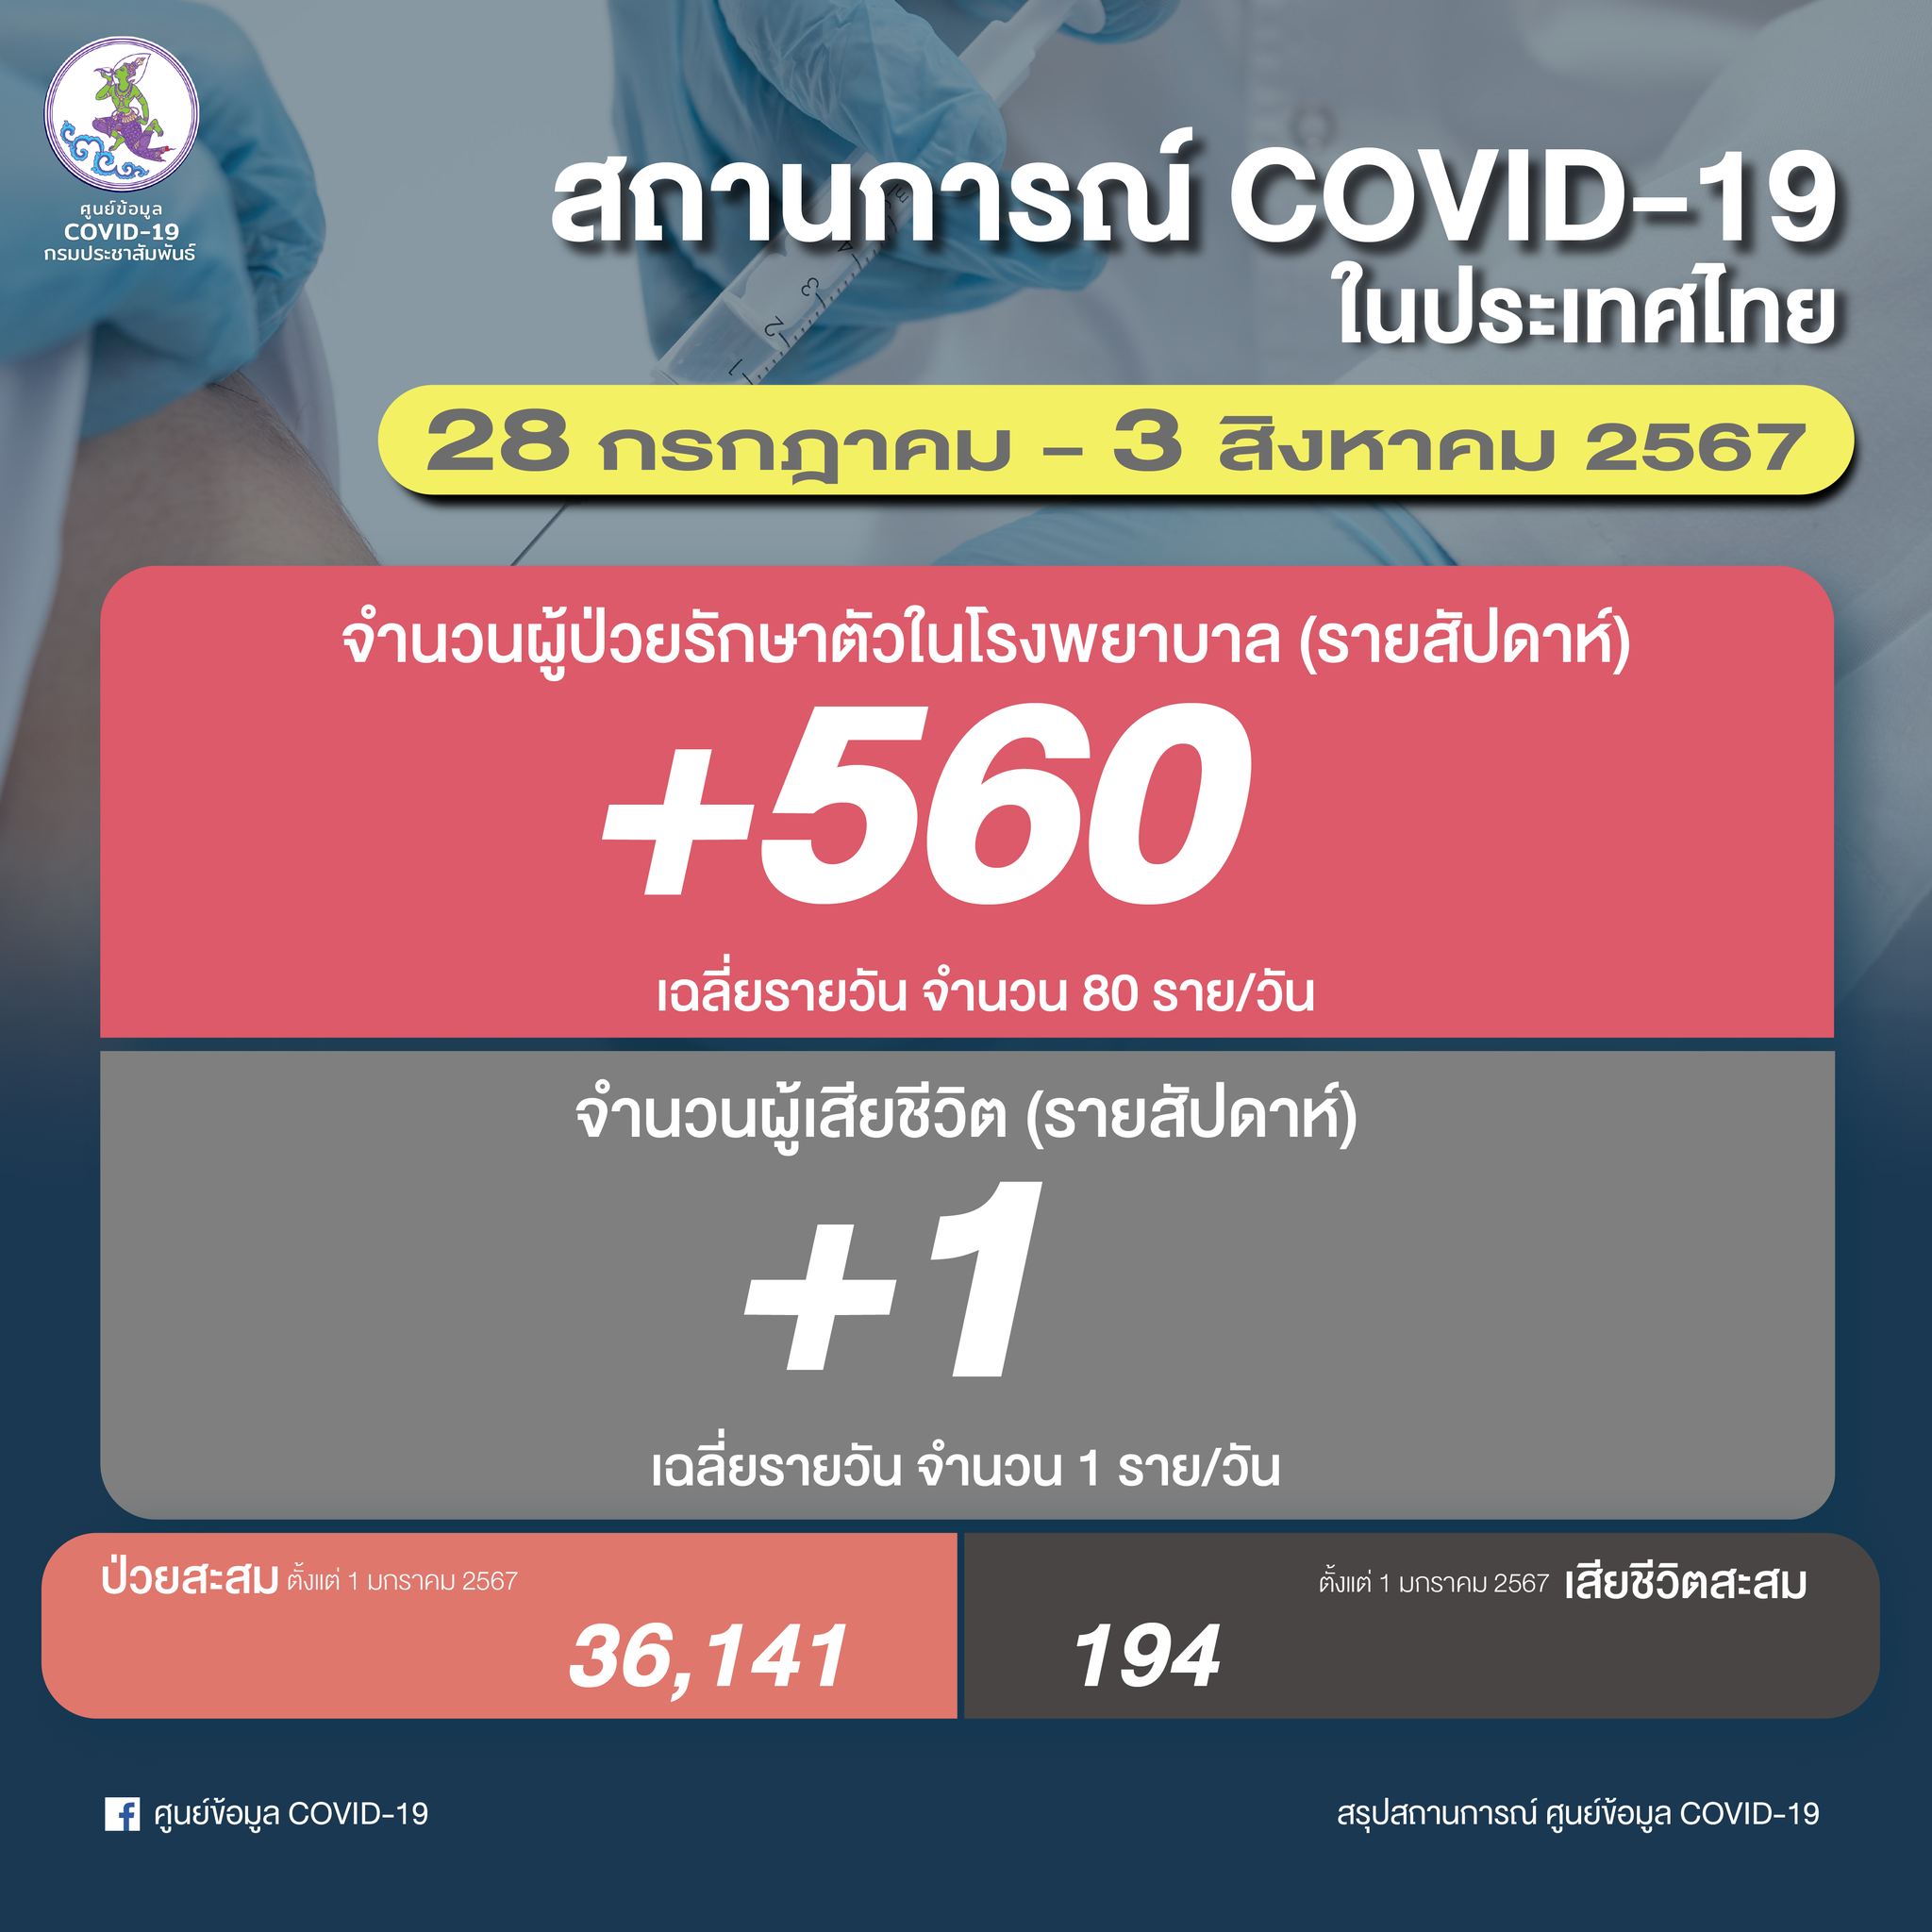 ศูนย์ข้อมูล
COVID-19
กรมประชาสัมพันธ์
สถานการณ์ COVID-19
ในประเทศไทย
28 กรกฎาคม - 3 สิงหาคม 2567
จำนวนผู้ป่วยรักษาตัวในโรงพยาบาล (รายสัปดาห์)
+560
เฉลี่ยรายวัน จำนวน 80 ราย/วัน
จำนวนผู้เสียชีวิต (รายสัปดาห์)
+1
เฉลี่ยรายวัน จำนวน 1 ราย/วัน
ป่วยสะสม ตั้งแต่ 1 มกราคม 2567
36,141
ตั้งแต่ 1 มกราคม 2567 เสียชีวิตสะสม
194
ศูนย์ข้อมูล COVID-19
สรุปสถานการณ์ ศูนย์ข้อมูล COVID-19